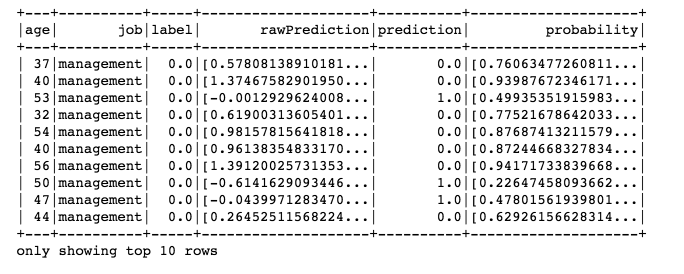 +---+----------+-----+--------------------+----------+--------------------+
|age|       job|label|       rawPrediction|prediction|         probability|
+---+----------+-----+--------------------+----------+--------------------+
| 37|management|  0.0|[0.57808138910181...|       0.0|[0.76063477260811...|
| 40|management|  0.0|[1.37467582901950...|       0.0|[0.93987672346171...|
| 53|management|  0.0|[-0.0012929624008...|       1.0|[0.49935351915983...|
| 32|management|  0.0|[0.61900313605401...|       0.0|[0.77521678642033...|
| 54|management|  0.0|[0.98157815641818...|       0.0|[0.87687413211579...|
| 40|management|  0.0|[0.96138354833170...|       0.0|[0.87244668327834...|
| 56|management|  0.0|[1.39120025731353...|       0.0|[0.94171733839668...|
| 50|management|  0.0|[-0.6141629093446...|       1.0|[0.22647458093662...|
| 47|management|  0.0|[-0.0439971283470...|       1.0|[0.47801561939801...|
| 44|management|  0.0|[0.26452511568224...|       0.0|[0.62926156628314...|
+---+----------+-----+--------------------+----------+--------------------+
only showing top 10 rows